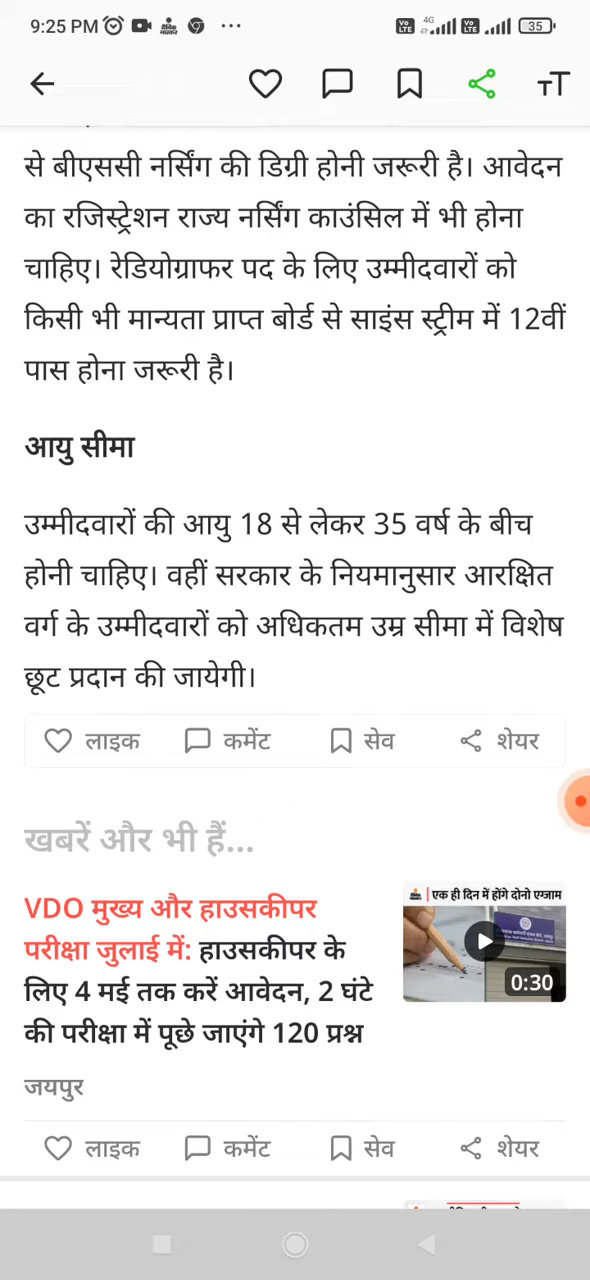 9:25 PM
4G
35
से बीएससी नर्सिंग की डिग्री होनी जरूरी है। आवेदन
का रजिस्ट्रेशन राज्य नर्सिंग काउंसिल में भी होना
चाहिए। रेडियोग्राफर पद के लिए उम्मीदवारों को
किसी भी मान्यता प्राप्त बोर्ड से साइंस स्ट्रीम में 12वीं
पास होना जरूरी है।
आयु सीमा
उम्मीदवारों की आयु 18 से लेकर 35 वर्ष के बीच
होनी चाहिए। वहीं सरकार के नियमानुसार आरक्षित
वर्ग के उम्मीदवारों को अधिकतम उम्र सीमा में विशेष
छूट प्रदान की जायेगी।
लाइक कमेंट सेव शेयर
खबरें और भी हैं...
VDO मुख्य और हाउसकीपर
परीक्षा जुलाई में: हाउसकीपर के
लिए 4 मई तक करें आवेदन, 2 घंटे
की परीक्षा में पूछे जाएंगे 120 प्रश्न
एक ही दिन में होंगे दोनो एग्जाम
0:30
जयपुर
लाइक कमेंट सेव शेयर